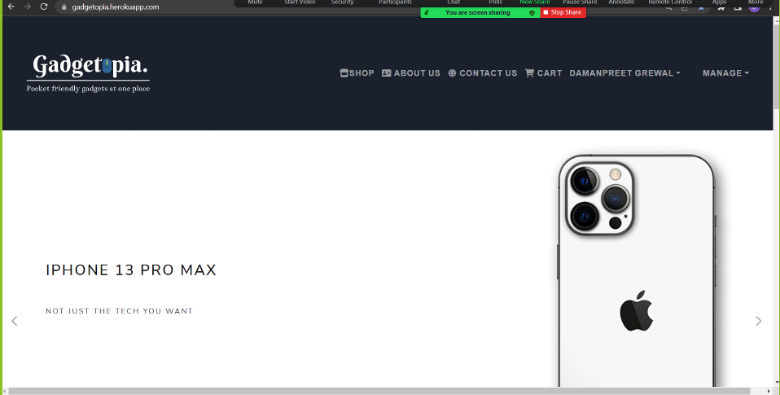 Mute Start Video Security Participants Chat Polls New Share Pause Share Annotate Remote Control Apps More
gadgetopia.herokuapp.com
You are screen sharing Stop Share
Gadgetopia.
Pocket friendly gadgets at one place
SHOP ABOUT US CONTACT US CART DAMANPREET GREWAL MANAGE
IPHONE 13 PRO MAX
NOT JUST THE TECH YOU WANT